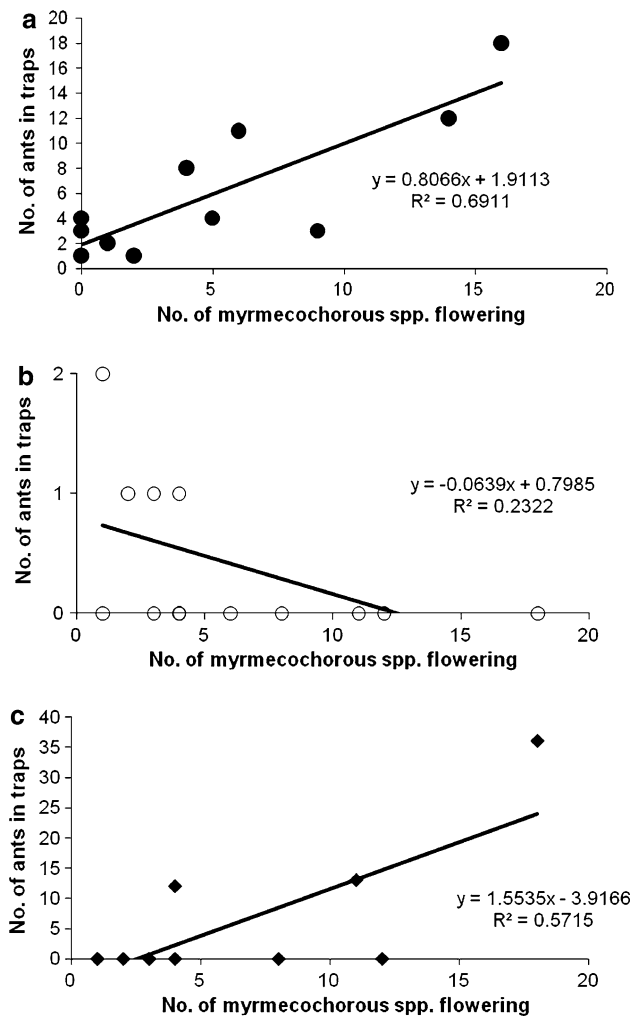 a
No. of ants in traps
20
18
16
14
12
10
8
6
4
2
0
y = 0.8066x + 1.9113
R² = 0.6911
0 5 10 15 20
No. of myrmecochorous spp. flowering
b
No. of ants in traps
2
1
0
y = -0.0639x + 0.7985
R² = 0.2322
0 5 10 15 20
No. of myrmecochorous spp. flowering
c
No. of ants in traps
40
35
30
25
20
15
10
5
0
y = 1.5535x - 3.9166
R² = 0.5715
0 5 10 15 20
No. of myrmecochorous spp. flowering